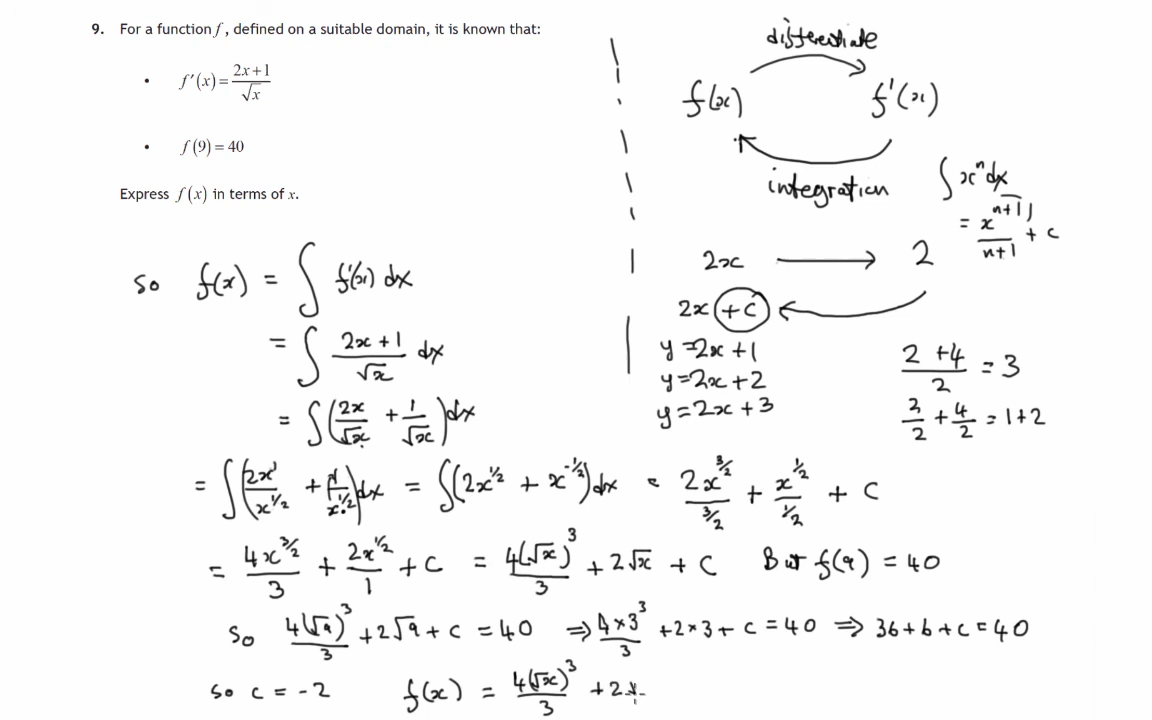 9. For a function f, defined on a suitable domain, it is known that:
• f'(x) = (2x+1)/√x
• f(9) = 40
Express f(x) in terms of x.
differentiate
f(x) f'(x)
integration
∫xⁿdx
= x^(n+1)/(n+1) + c
2x → 2
2x + c ←
y=2x+1
y=2x+2
y=2x+3
(2+4)/2 = 3
2/2 + 4/2 = 1+2
So f(x) = ∫ f'(x) dx
= ∫ (2x+1)/√x dx
= ∫(2x/√x + 1/√x)dx
= ∫(2x¹/x^(1/2) + 1/x^(1/2))dx = ∫(2x^(1/2) + x^(-1/2))dx = 2x^(3/2)/(3/2) + x^(1/2)/(1/2) + C
= 4x^(3/2)/3 + 2x^(1/2)/1 + C = 4(√x)³/3 + 2√x + C But f(9) = 40
So 4(√9)³/3 + 2√9 + c = 40 ⇒ 4×3³/3 + 2×3 + c = 40 ⇒ 36+6+c=40
so c = -2 f(x) = 4(√x)³/3 + 2